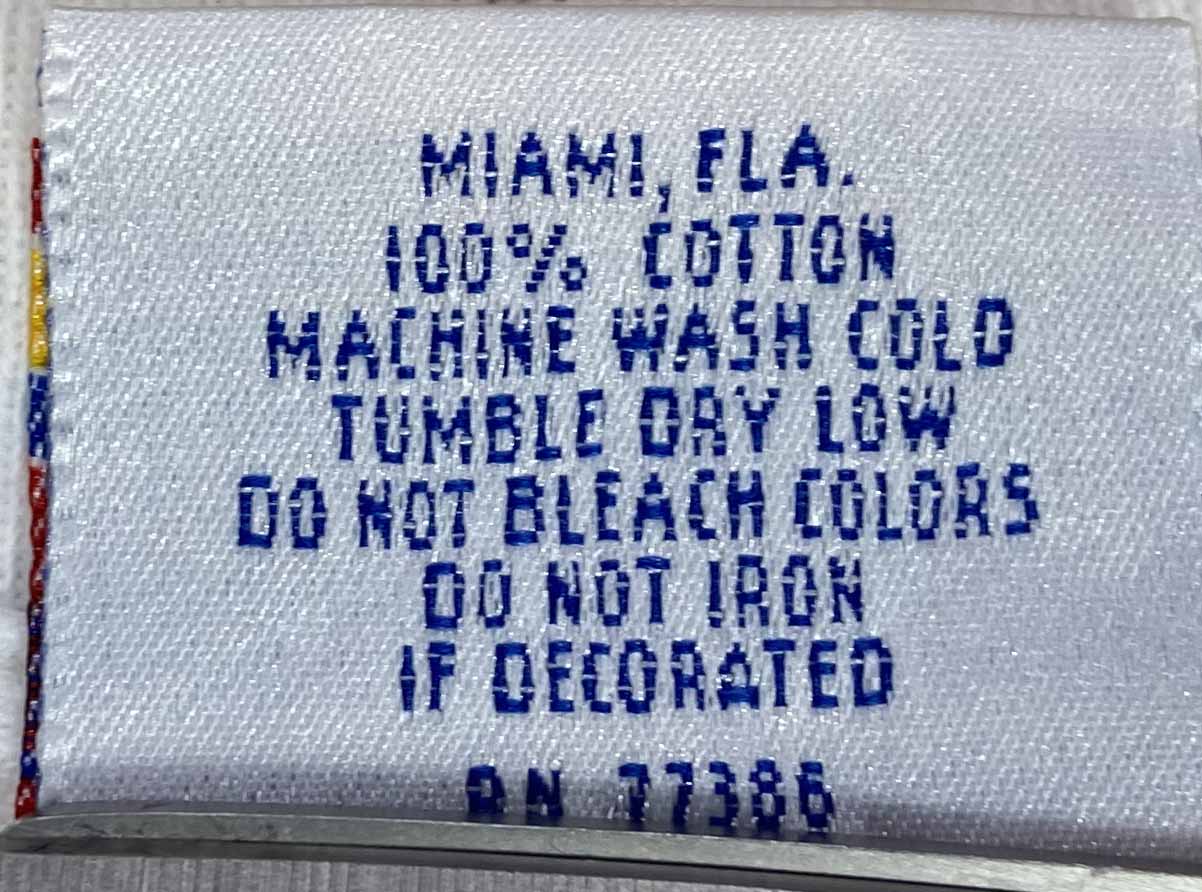 MIAMI, FLA.
100% COTTON
MACHINE WASH COLD
TUMBLE DRY LOW
DO NOT BLEACH COLORS
DO NOT IRON
IF DECORATED
RN 77386